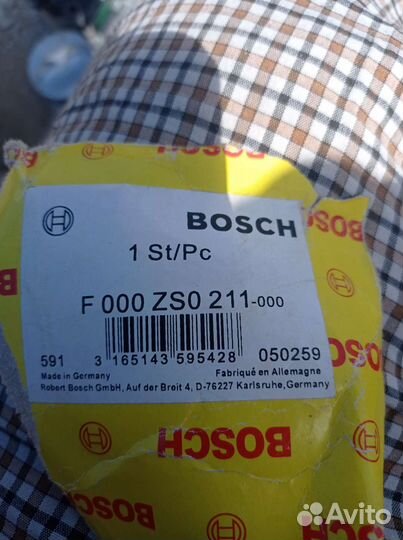 BOSCH
BOSCH
1 St/Pc
F 000 ZS0 211-000
591 3 165143 595428 050259
Made in Germany Fabriqué en Allemagne
Robert Bosch GmbH, Auf der Breit 4, D-76227 Karlsruhe, Germany
BOSCH
BOSCH
Avito